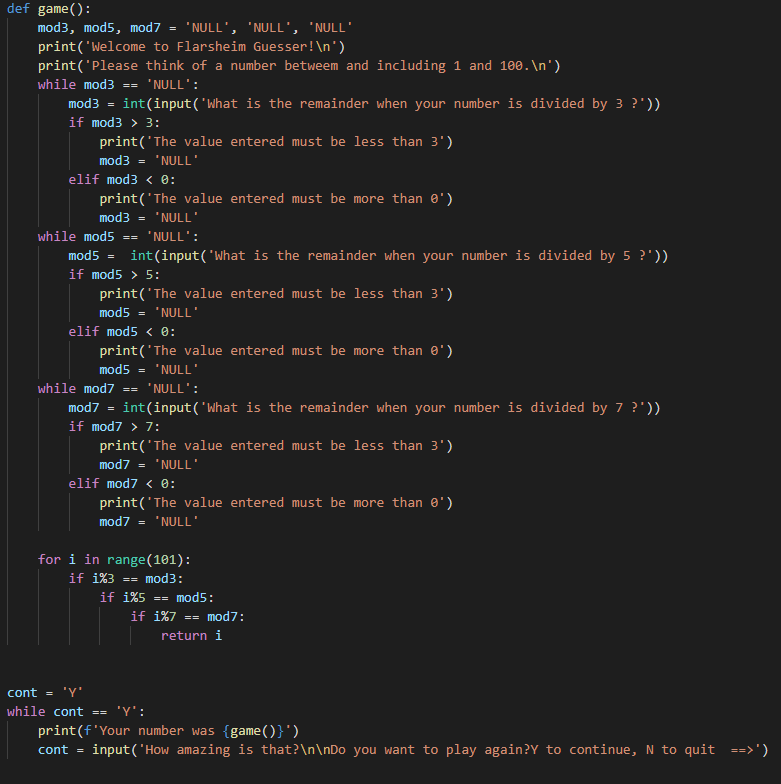 def game():
    mod3, mod5, mod7 = 'NULL', 'NULL', 'NULL'
    print('Welcome to Flarsheim Guesser!\n')
    print('Please think of a number betweem and including 1 and 100.\n')
    while mod3 == 'NULL':
        mod3 = int(input('What is the remainder when your number is divided by 3 ?'))
        if mod3 > 3:
            print('The value entered must be less than 3')
            mod3 = 'NULL'
        elif mod3 < 0:
            print('The value entered must be more than 0')
            mod3 = 'NULL'
    while mod5 == 'NULL':
        mod5 =  int(input('What is the remainder when your number is divided by 5 ?'))
        if mod5 > 5:
            print('The value entered must be less than 3')
            mod5 = 'NULL'
        elif mod5 < 0:
            print('The value entered must be more than 0')
            mod5 = 'NULL'
    while mod7 == 'NULL':
        mod7 = int(input('What is the remainder when your number is divided by 7 ?'))
        if mod7 > 7:
            print('The value entered must be less than 3')
            mod7 = 'NULL'
        elif mod7 < 0:
            print('The value entered must be more than 0')
            mod7 = 'NULL'

    for i in range(101):
        if i%3 == mod3:
            if i%5 == mod5:
                if i%7 == mod7:
                    return i


cont = 'Y'
while cont == 'Y':
    print(f'Your number was {game()}')
    cont = input('How amazing is that?\n\nDo you want to play again?Y to continue, N to quit  ==>')